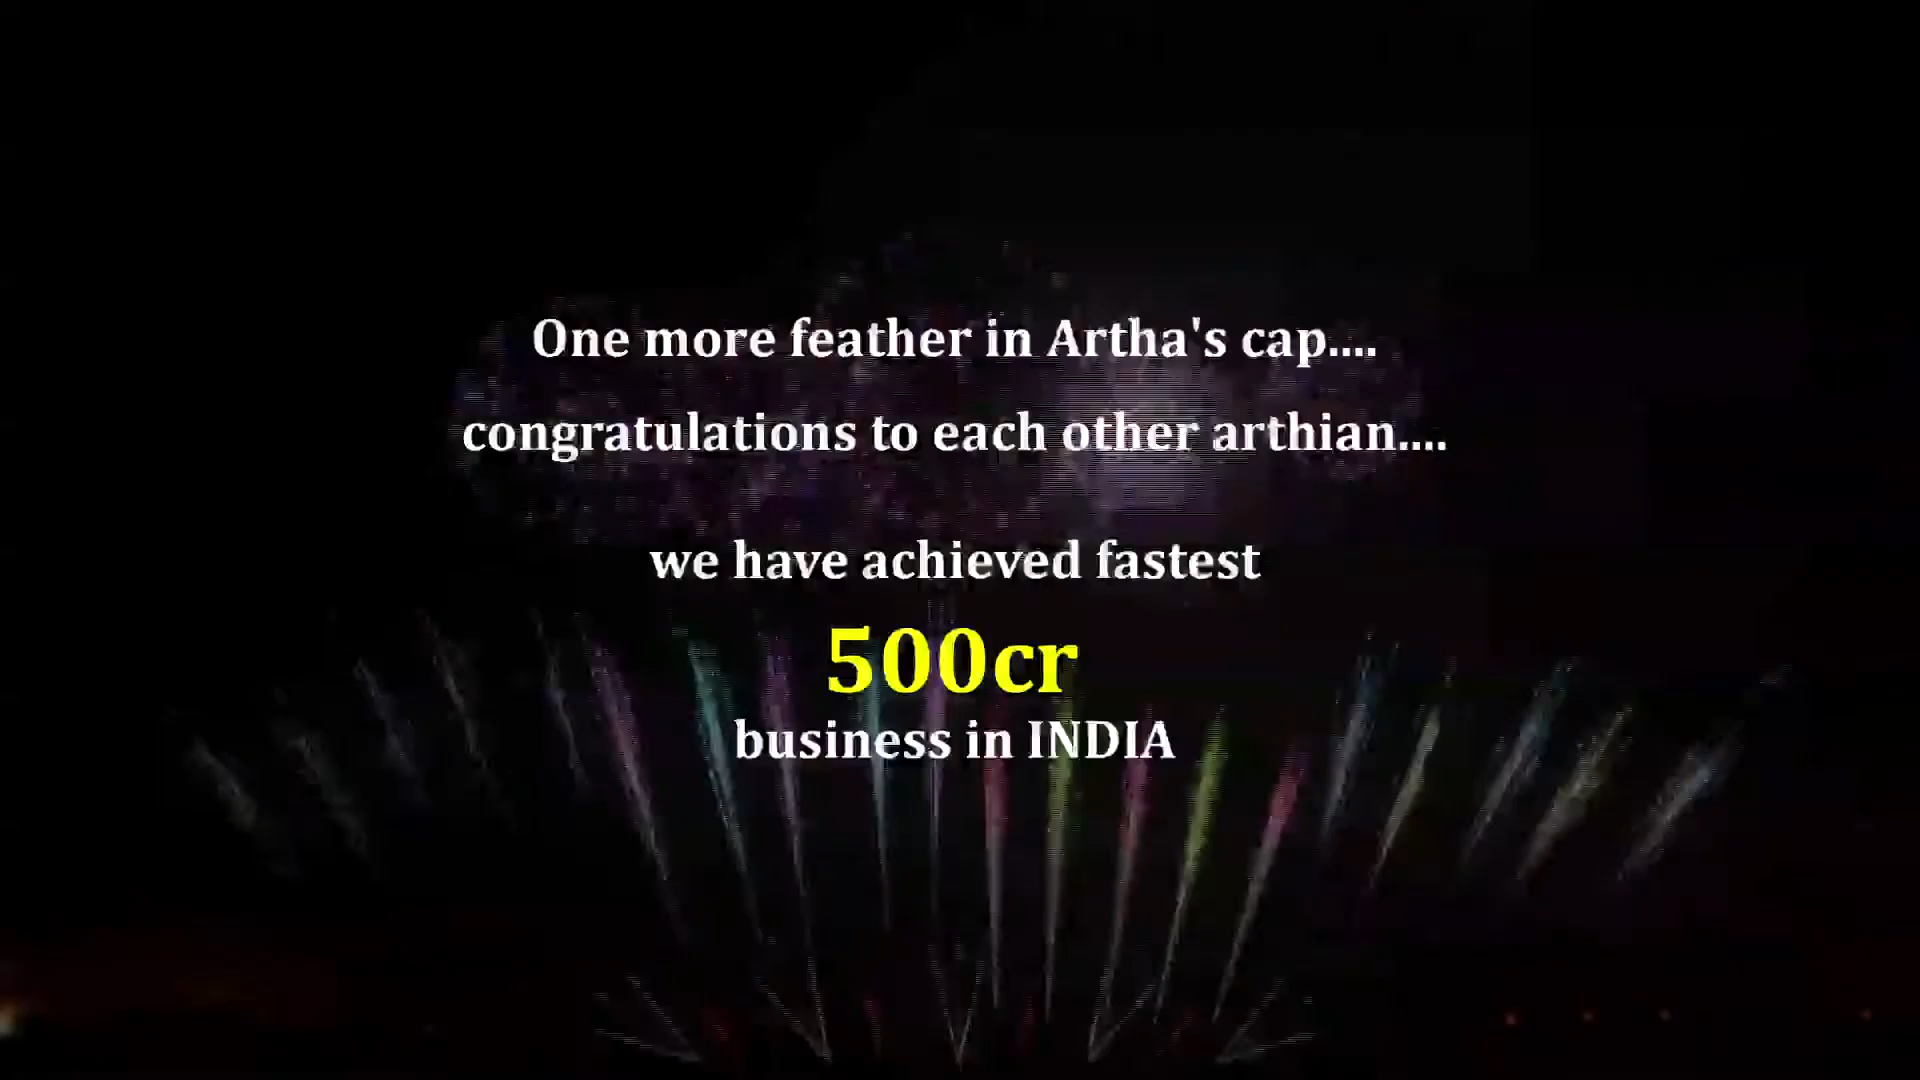 One more feather in Artha's cap....
congratulations to each other arthian....
we have achieved fastest
500cr
business in INDIA